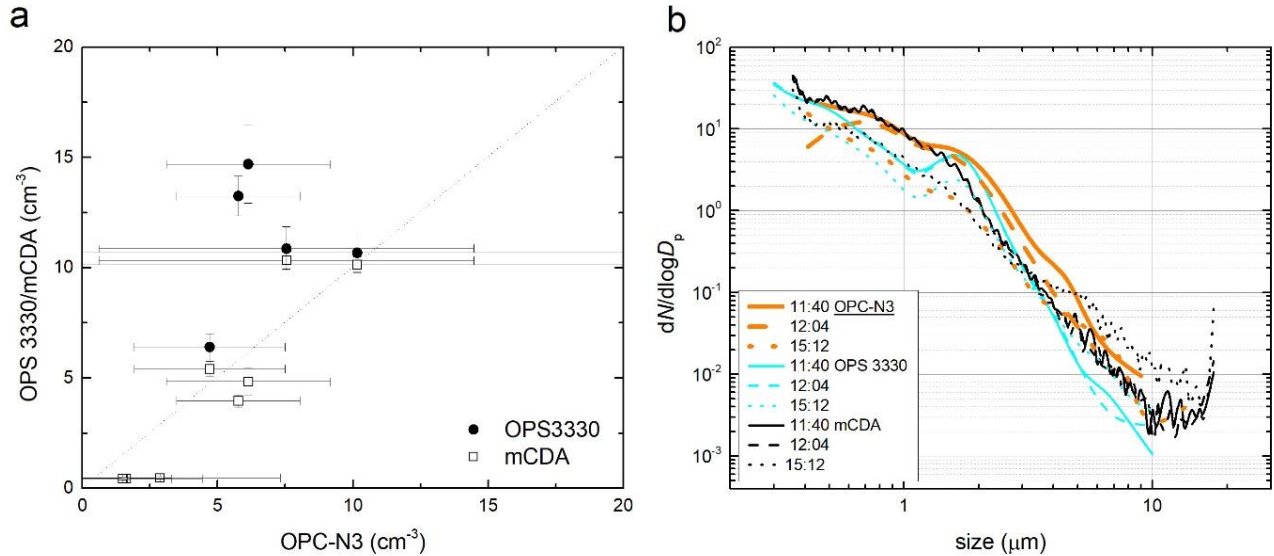 a
20
15
10
5
0
OPS 3330/mCDA (cm⁻³)
OPS3330
mCDA
0 5 10 15 20
OPC-N3 (cm⁻³)
b
10²
10¹
10⁰
10⁻¹
10⁻²
10⁻³
dN/dlogDₚ
11:40 OPC-N3
12:04
15:12
11:40 OPS 3330
12:04
15:12
11:40 mCDA
12:04
15:12
1 10
size (μm)